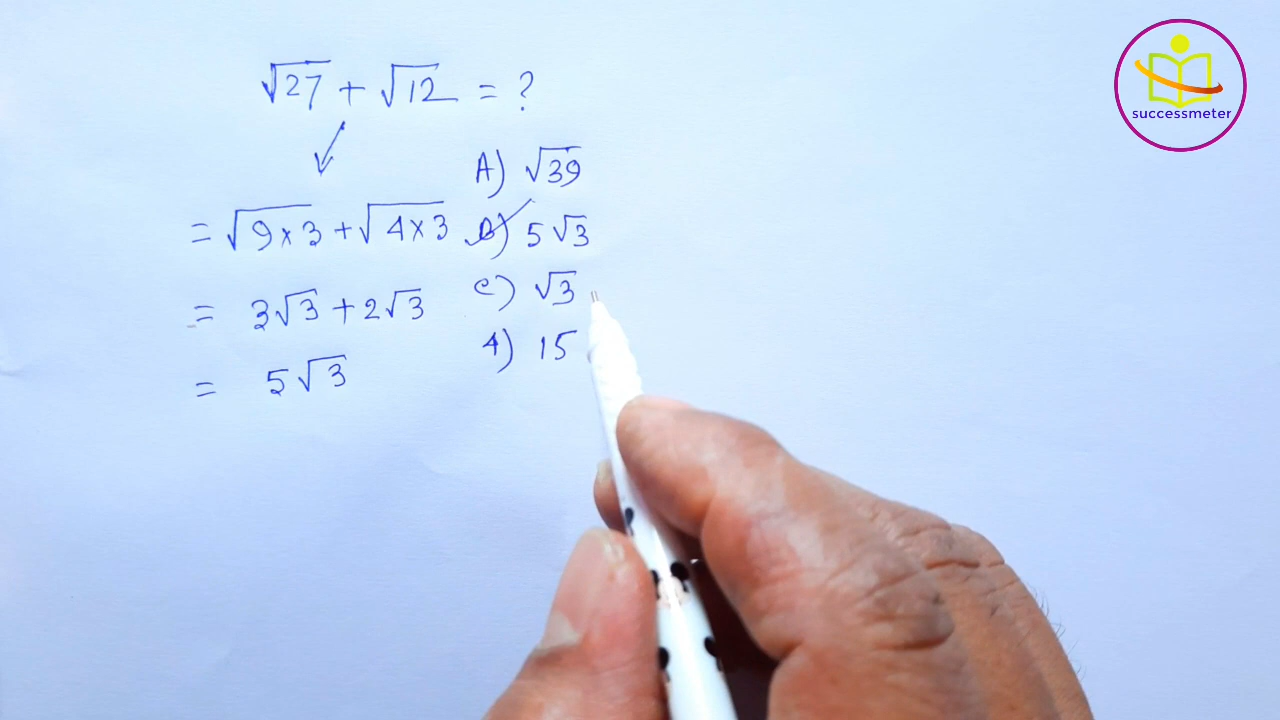 √27 + √12 = ?
A) √39
= √9×3 + √4×3
B) 5√3
= 3√3 + 2√3
C) √3
4) 15
= 5√3
successmeter